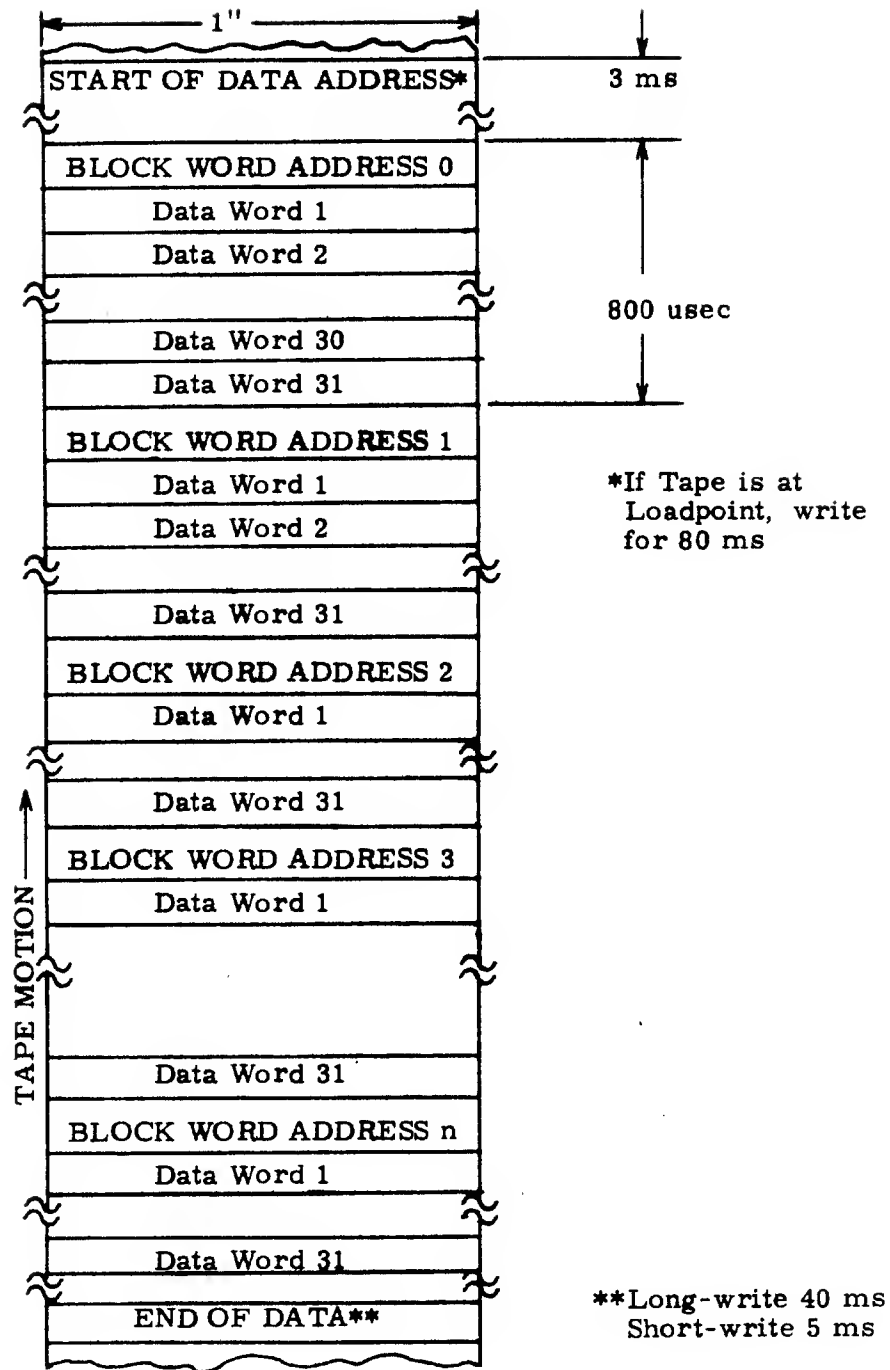 1"
START OF DATA ADDRESS*
3 ms
BLOCK WORD ADDRESS 0
Data Word 1
Data Word 2
800 usec
Data Word 30
Data Word 31
BLOCK WORD ADDRESS 1
Data Word 1
Data Word 2
*If Tape is at
Loadpoint, write
for 80 ms
Data Word 31
BLOCK WORD ADDRESS 2
Data Word 1
Data Word 31
BLOCK WORD ADDRESS 3
Data Word 1
TAPE MOTION
Data Word 31
BLOCK WORD ADDRESS n
Data Word 1
Data Word 31
END OF DATA**
**Long-write 40 ms
Short-write 5 ms